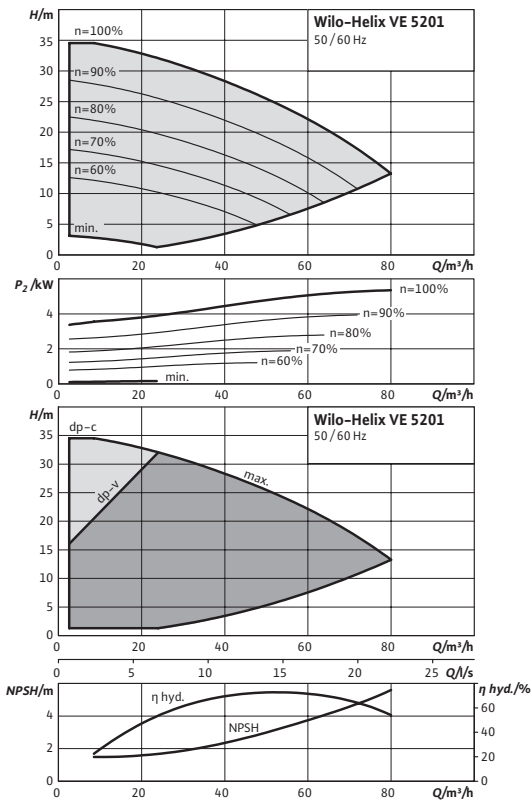 H/m
Wilo-Helix VE 5201
50 / 60 Hz
n=100%
35
30
n=90%
25
n=80%
20
n=70%
15
n=60%
10
5
min.
0
0 20 40 60 80 Q/m³/h
P₂ /kW
n=100%
4
n=90%
n=80%
2
n=70%
n=60%
min.
0
0 20 40 60 80 Q/m³/h
H/m
Wilo-Helix VE 5201
50 / 60 Hz
dp-c
35
30
max.
dp-v
25
20
15
10
5
0
0 20 40 60 80 Q/m³/h
0 5 10 15 20 25 Q/l/s
NPSH/m
η hyd./%
η hyd.
60
4
NPSH
40
2
20
0 0
0 20 40 60 80 Q/m³/h